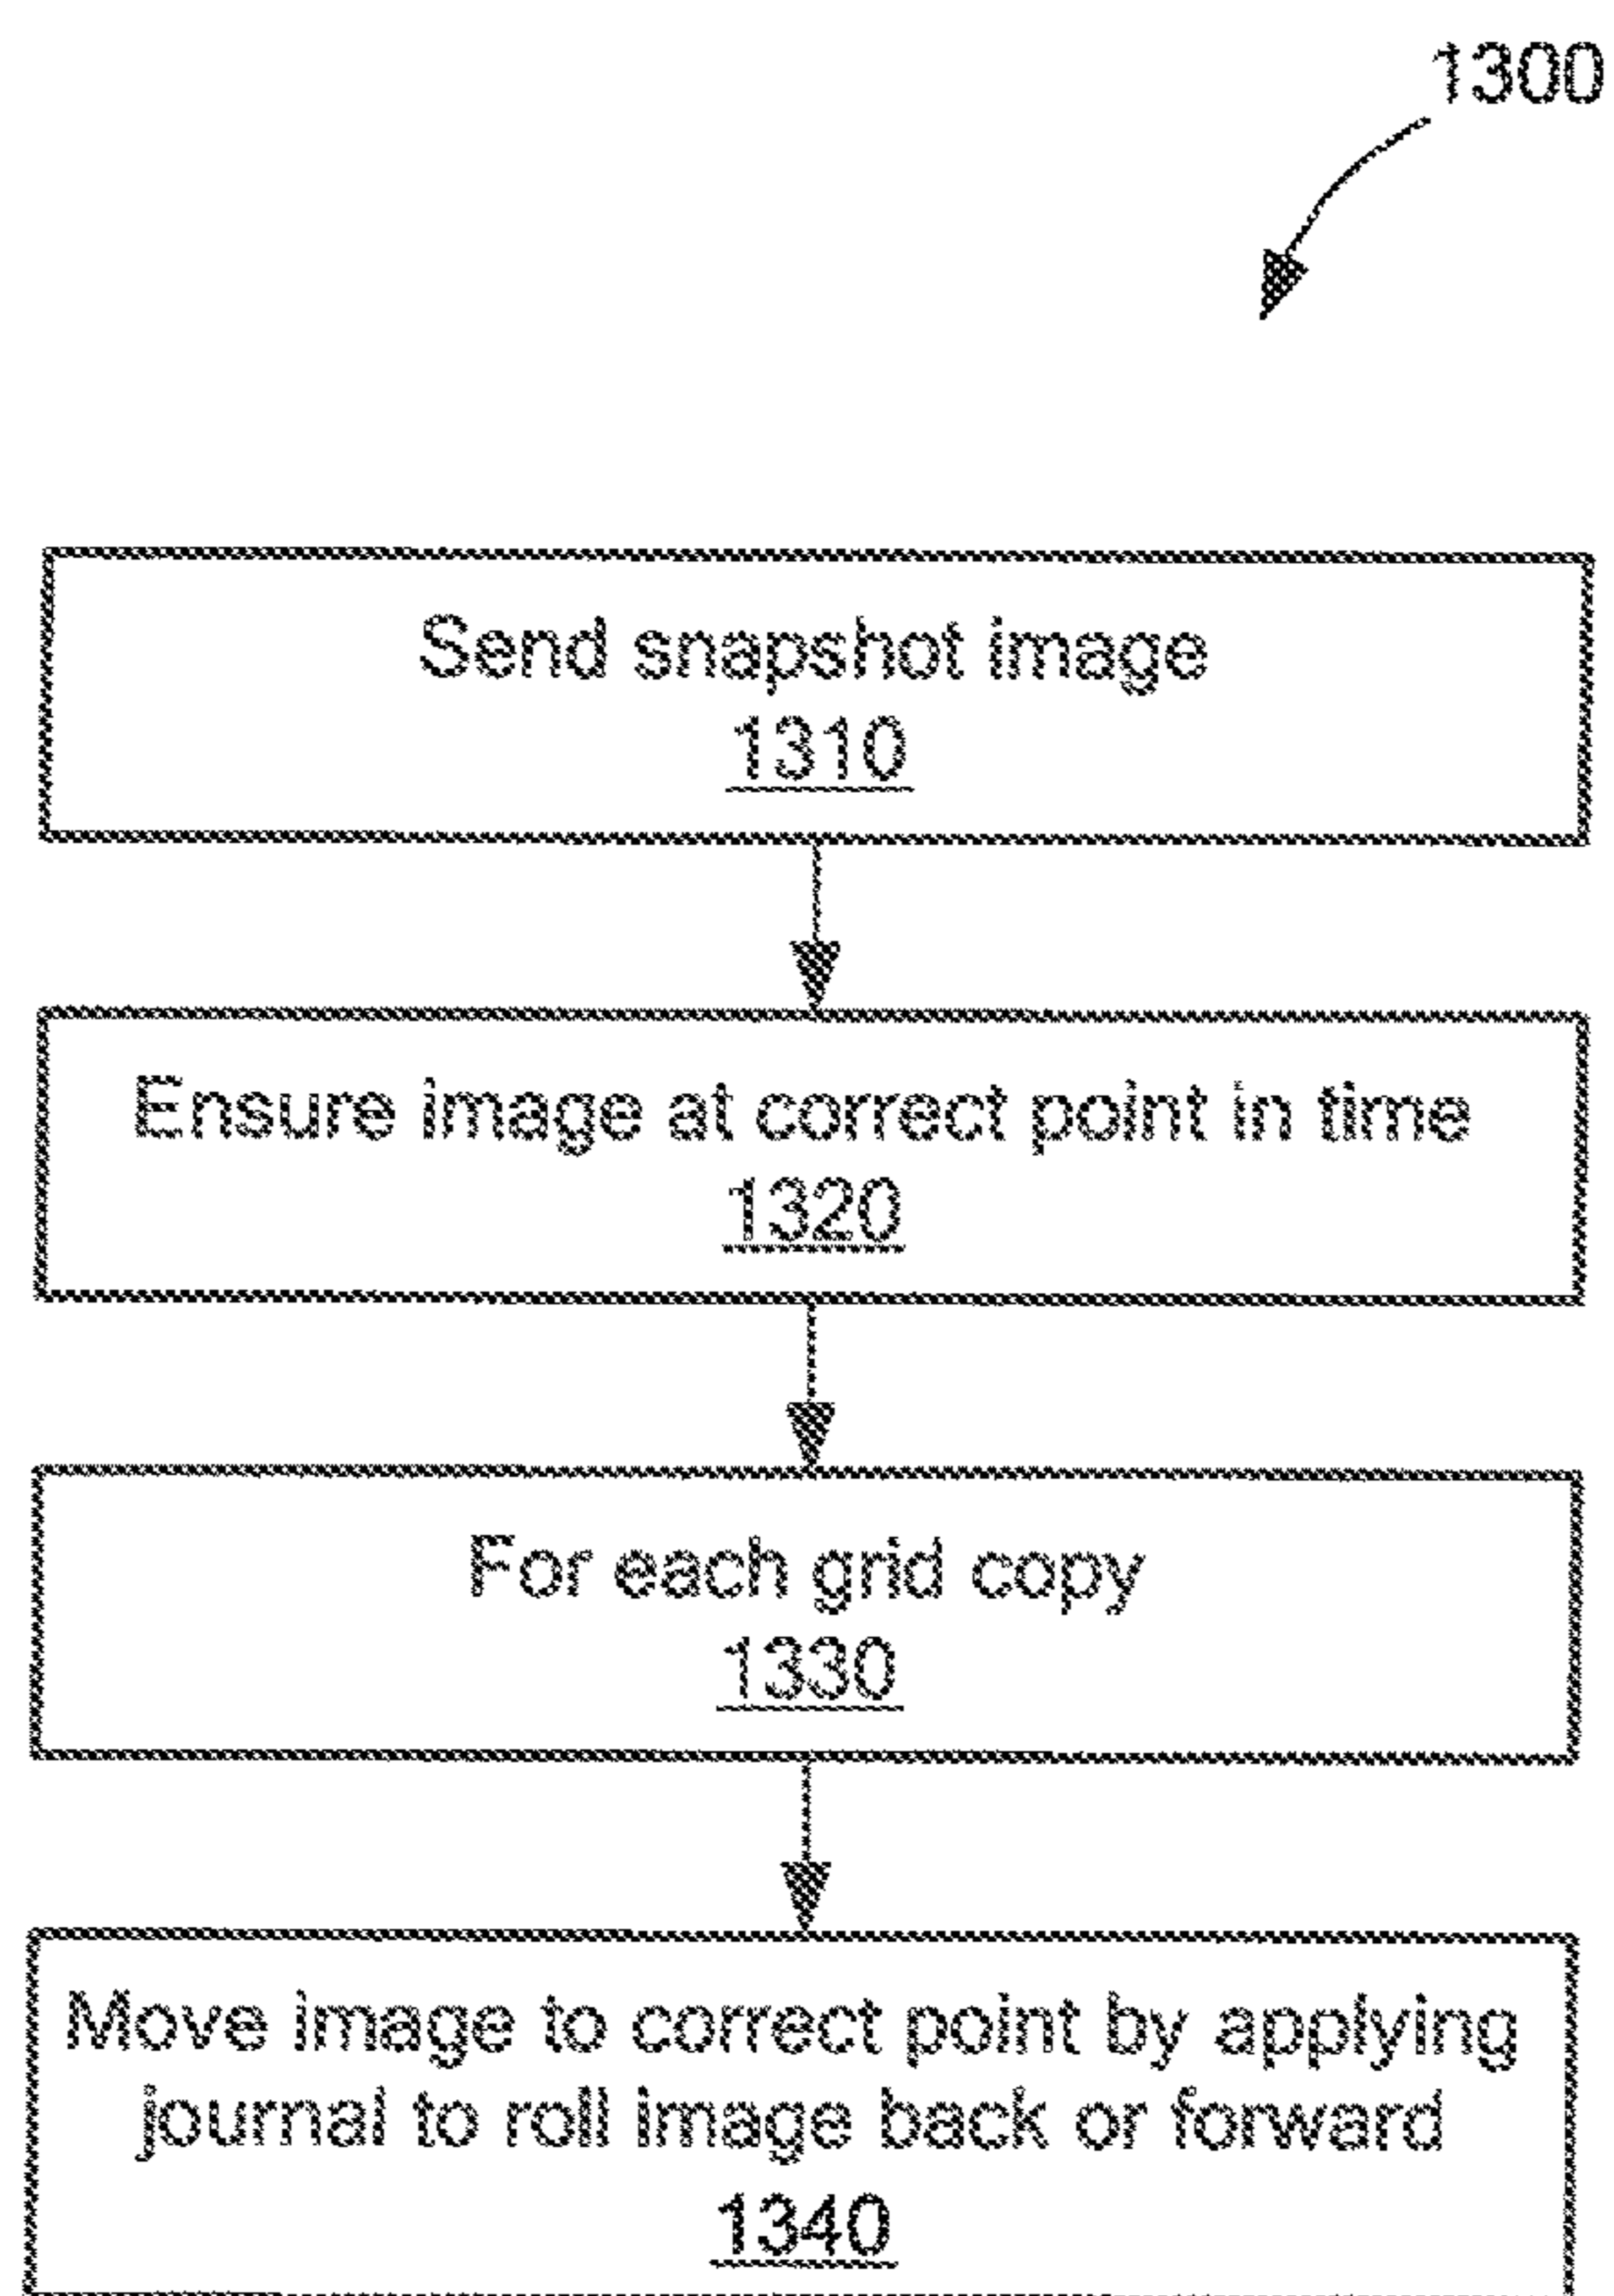 1300
Send snapshot image
1310
Ensure image at correct point in time
1320
For each grid copy
1330
Move image to correct point by applying
journal to roll image back or forward
1340